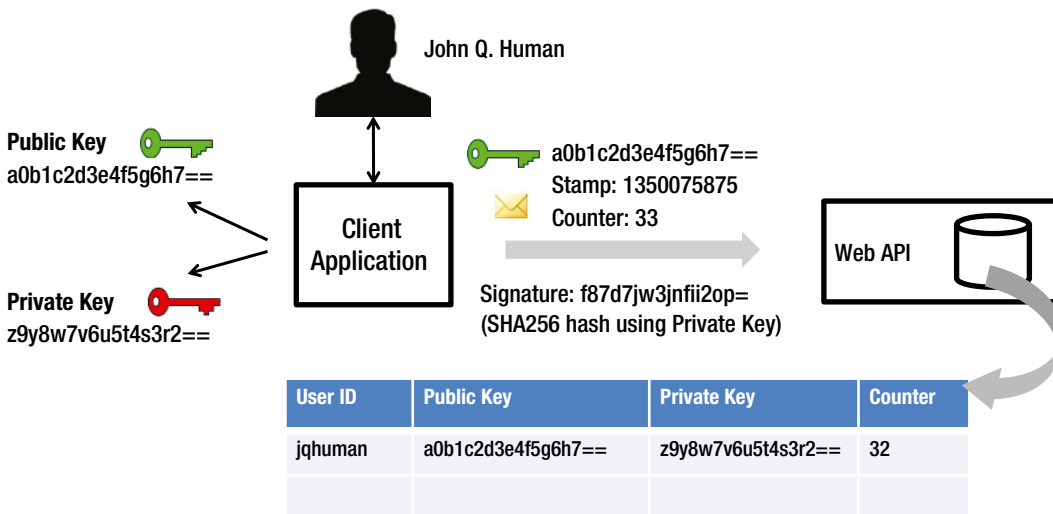 John Q. Human
Public Key
a0b1c2d3e4f5g6h7==
a0b1c2d3e4f5g6h7==
Stamp: 1350075875
Counter: 33
Client
Application
Web API
Private Key
z9y8w7v6u5t4s3r2==
Signature: f87d7jw3jnfii2op=
(SHA256 hash using Private Key)
User ID Public Key Private Key Counter
jqhuman a0b1c2d3e4f5g6h7== z9y8w7v6u5t4s3r2== 32